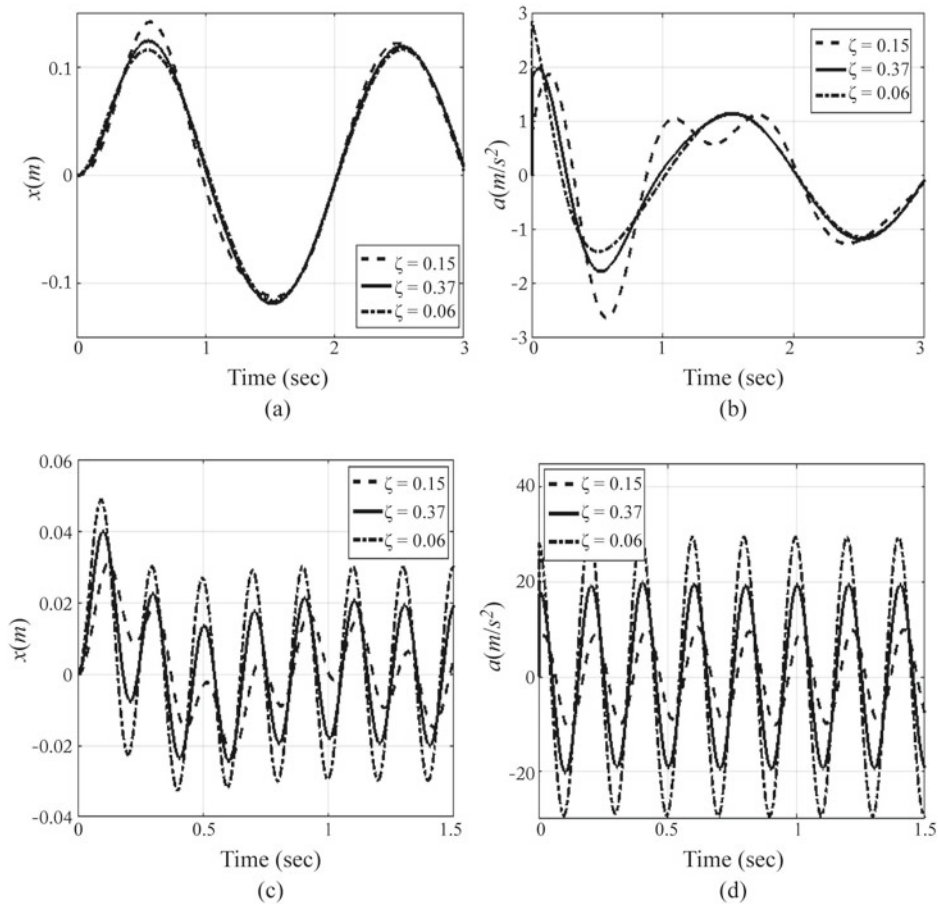 0.1
0
-0.1
x(m)
ζ = 0.15
ζ = 0.37
ζ = 0.06
0 1 2 3
Time (sec)
(a)
3
2
1
0
-1
-2
-3
a(m/s²)
ζ = 0.15
ζ = 0.37
ζ = 0.06
0 1 2 3
Time (sec)
(b)
0.06
0.04
0.02
0
-0.02
-0.04
x(m)
ζ = 0.15
ζ = 0.37
ζ = 0.06
0 0.5 1 1.5
Time (sec)
(c)
40
20
0
-20
a(m/s²)
ζ = 0.15
ζ = 0.37
ζ = 0.06
0 0.5 1 1.5
Time (sec)
(d)